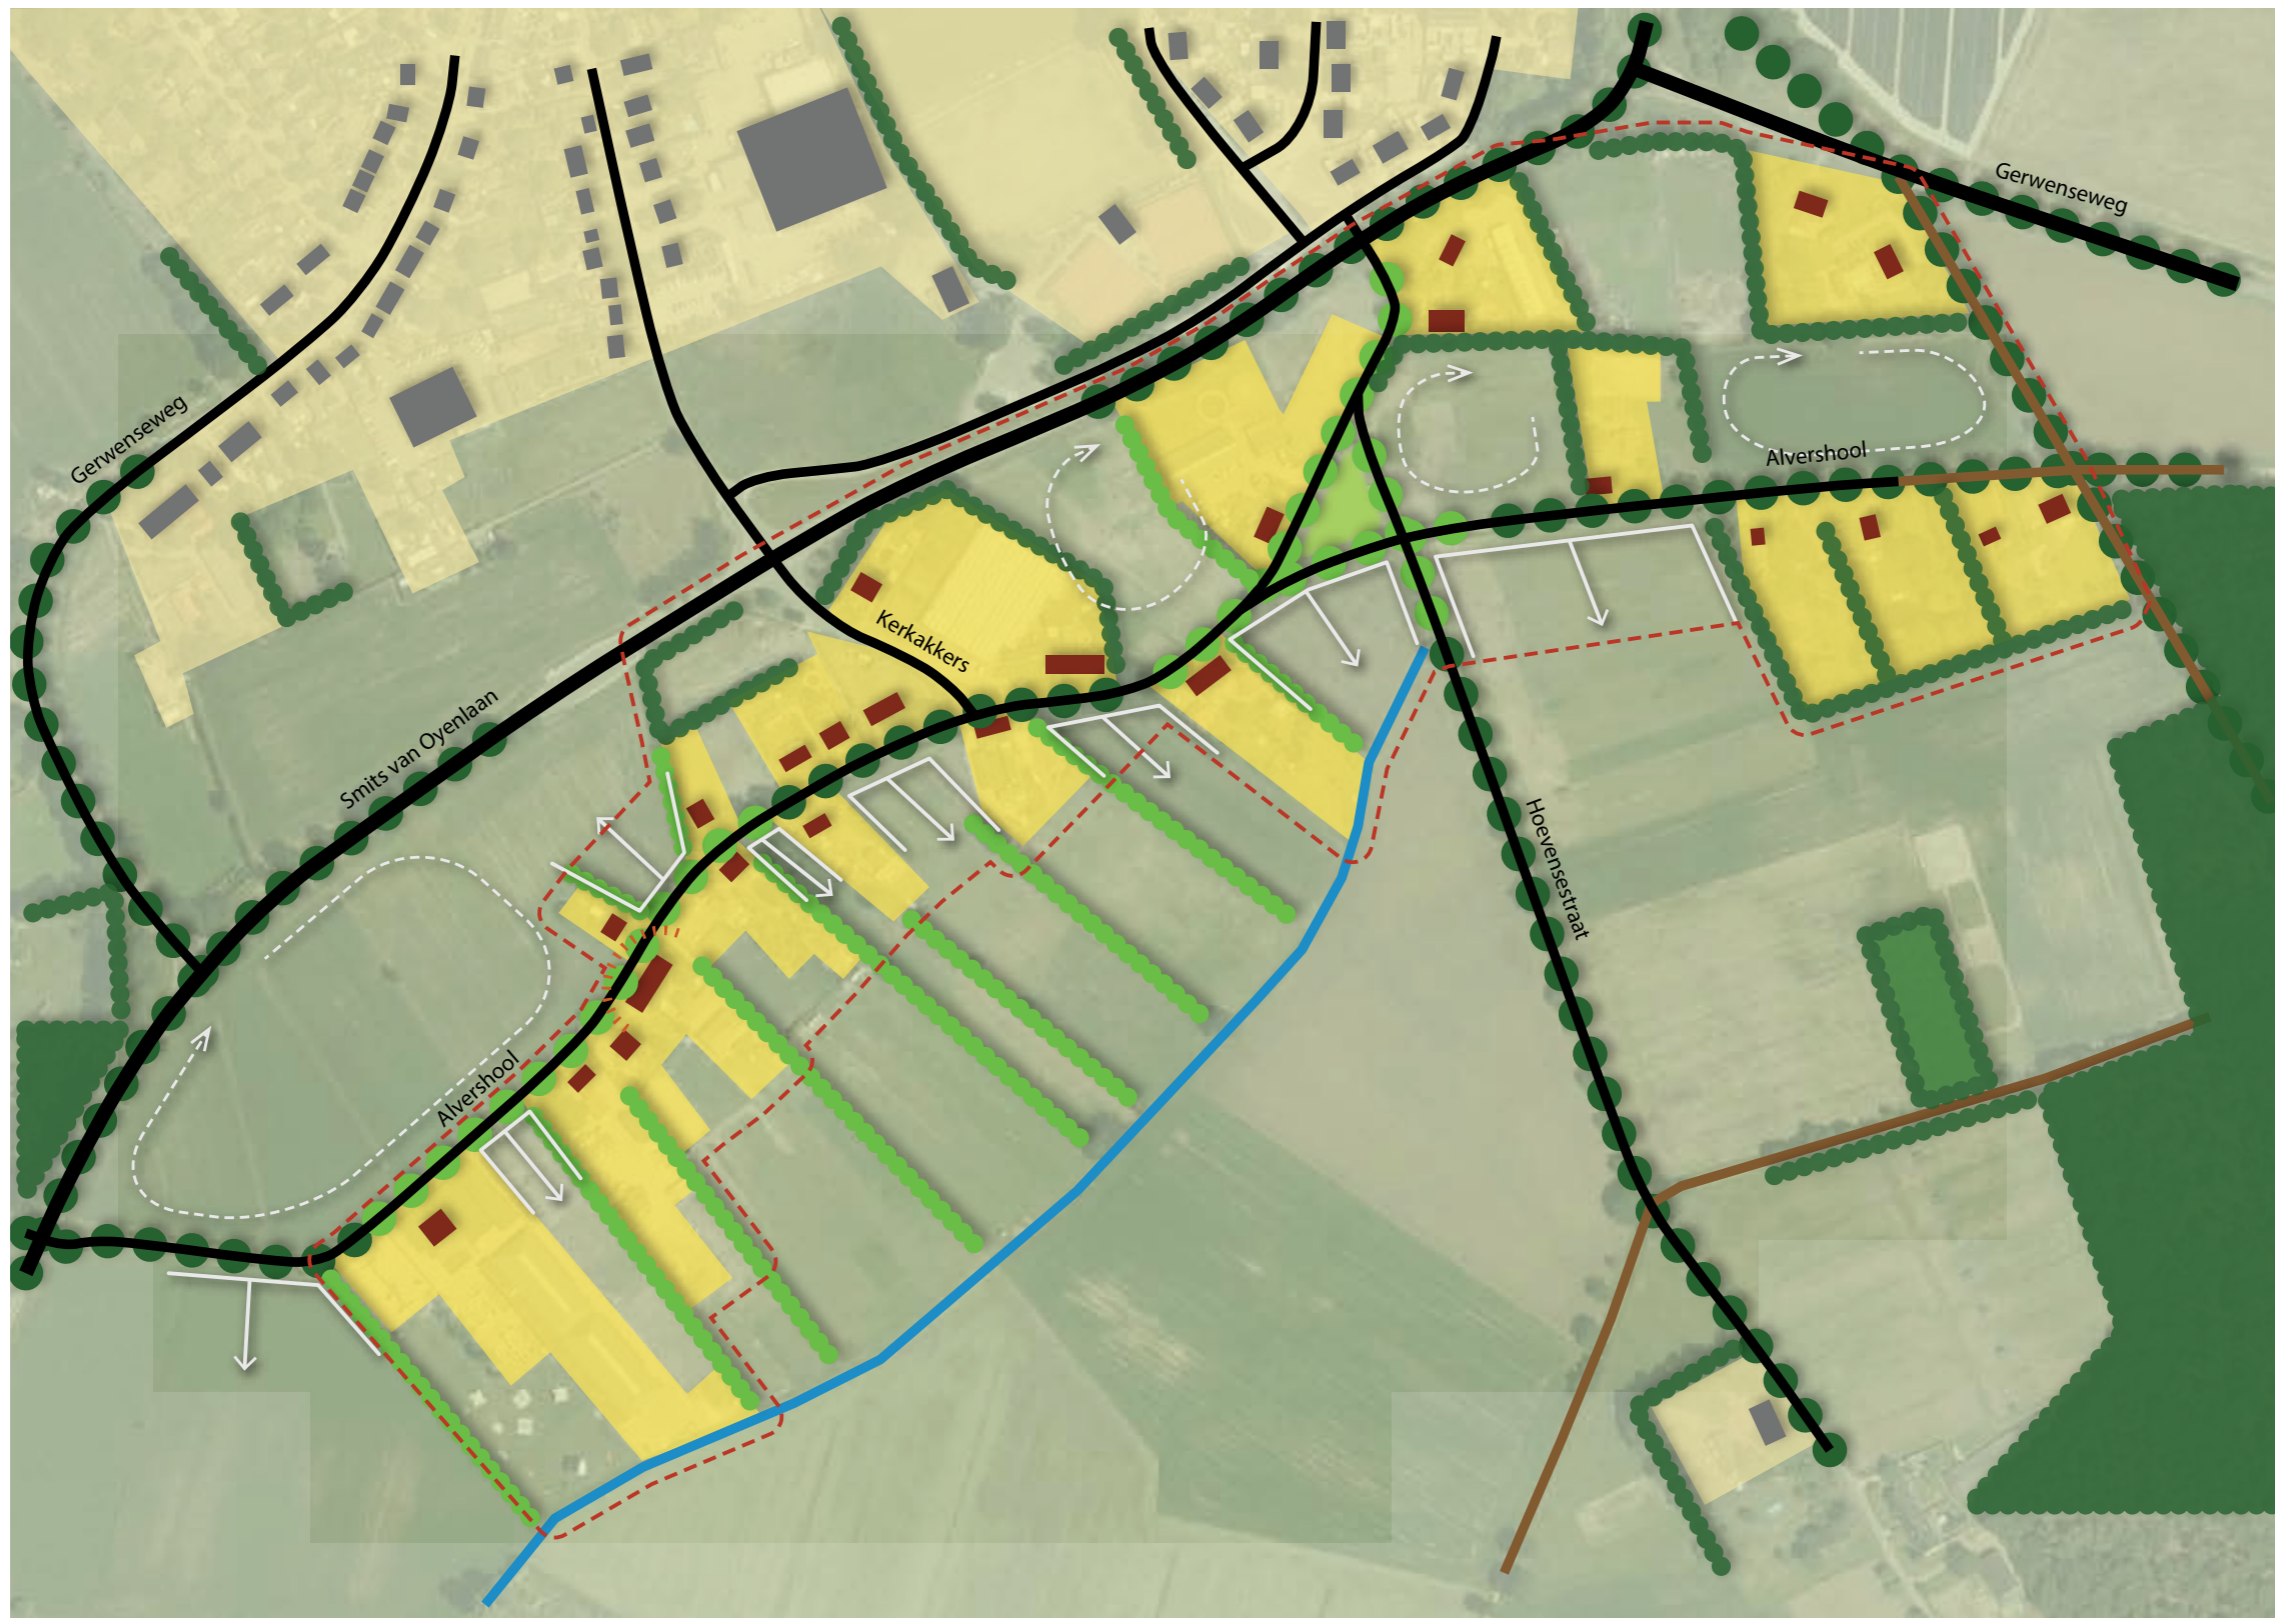 Gerwenseweg
Gerwenseweg
Alvershool
Kerkakkers
Smits van Oyenlaan
Hoevensestraat
Alvershool